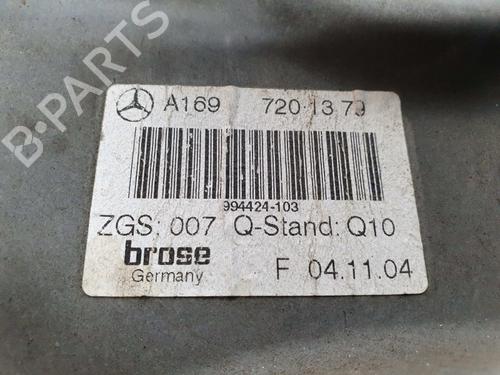 B-PARTS
A169 720 13 79
994424-103
ZGS: 007 Q-Stand: Q10
brose
Germany
F 04.11.04